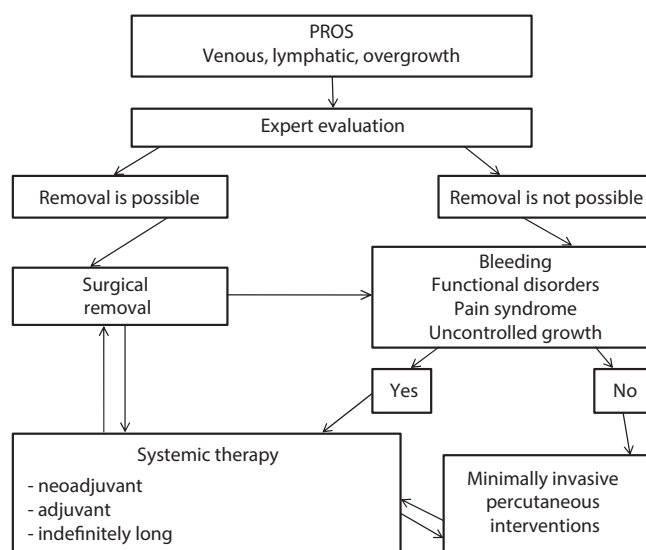 PROS
Venous, lymphatic, overgrowth
Expert evaluation
Removal is possible
Removal is not possible
Surgical
removal
Bleeding
Functional disorders
Pain syndrome
Uncontrolled growth
Yes
No
Systemic therapy
- neoadjuvant
- adjuvant
- indefinitely long
Minimally invasive
percutaneous
interventions